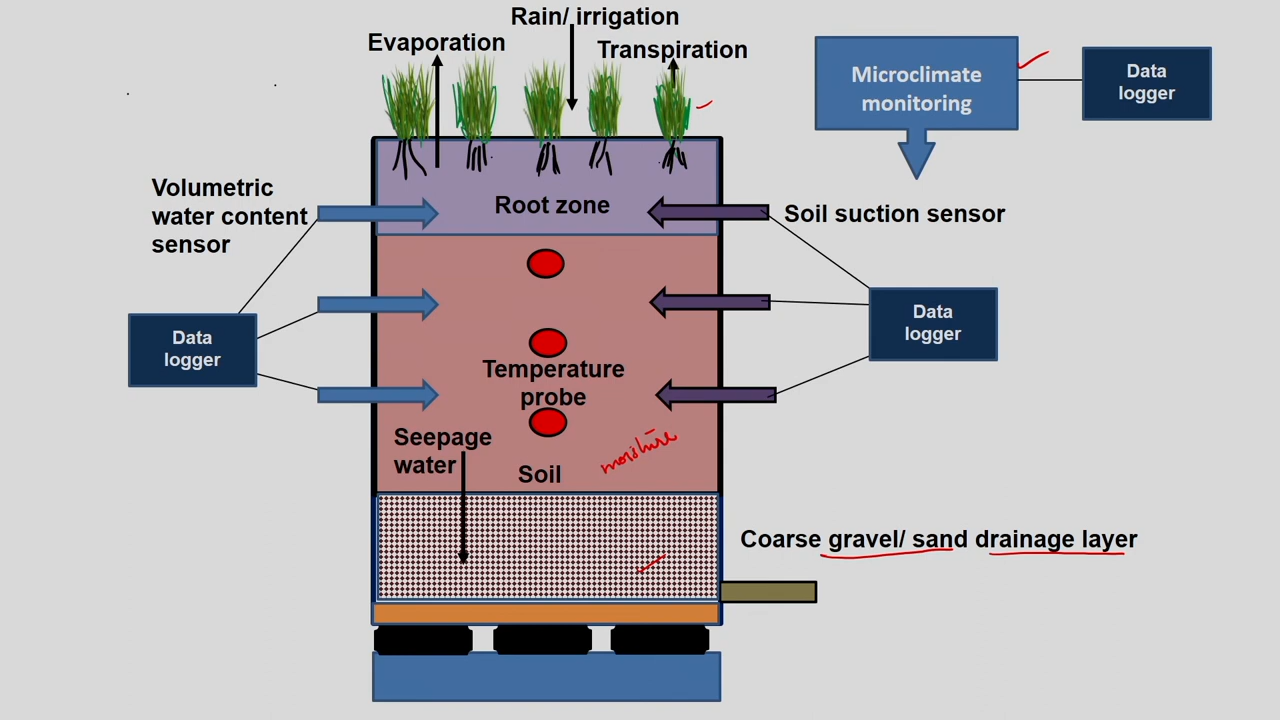 Rain/ irrigation
Evaporation
Transpiration
Microclimate
monitoring
Data
logger
Volumetric
water content
sensor
Root zone
Soil suction sensor
Data
logger
Data
logger
Temperature
probe
Seepage
water
Soil
moisture
Coarse gravel/ sand drainage layer